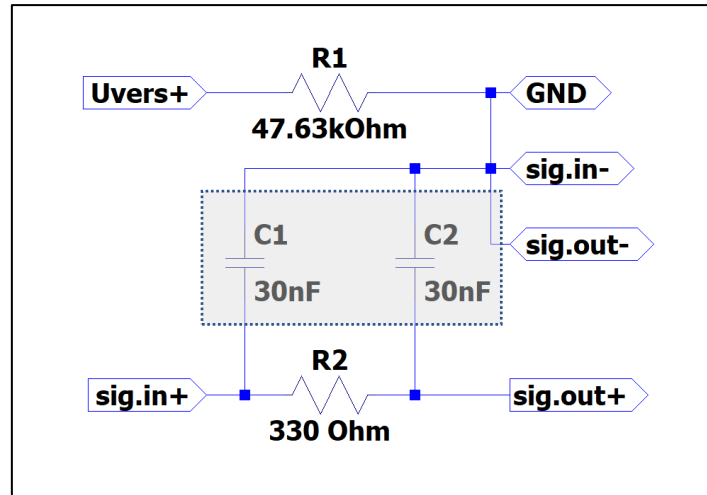 R1
Uvers+
GND
47.63kOhm
sig.in-
C1
C2
sig.out-
30nF
30nF
R2
sig.in+
sig.out+
330 Ohm